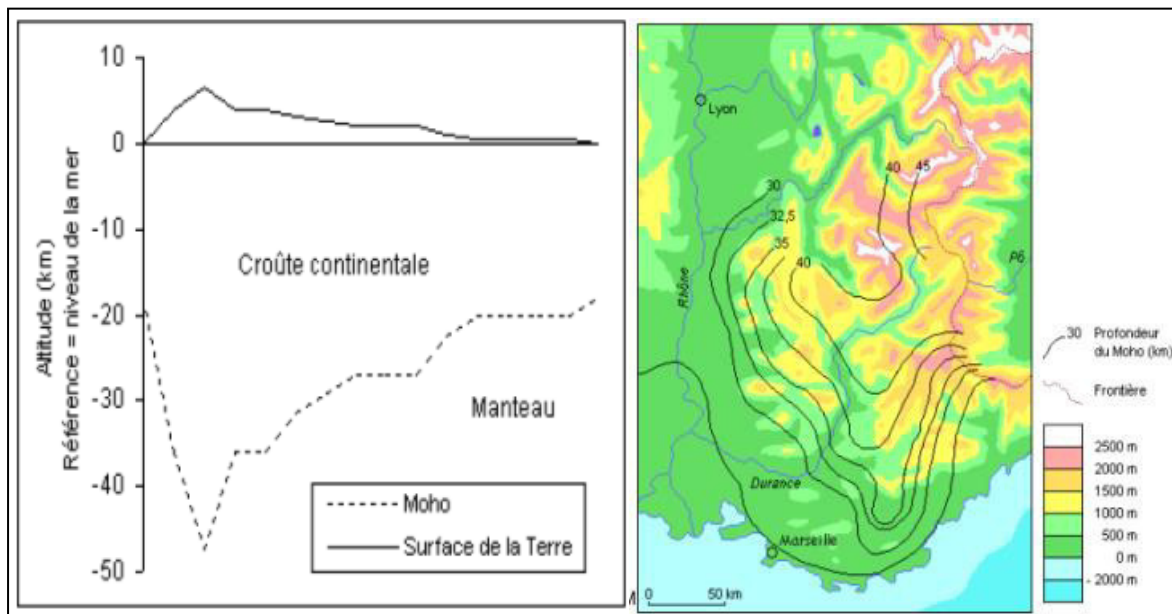 10
0
-10
-20
-30
-40
-50
Altitude (km)
Référence = niveau de la mer
Croûte continentale
Manteau
Moho
Surface de la Terre
Lyon
Rhône
30
32,5
35
40
40
45
Pô
Durance
Marseille
0 50 km
30 Profondeur
du Moho (km)
Frontière
2500 m
2000 m
1500 m
1000 m
500 m
0 m
- 2000 m